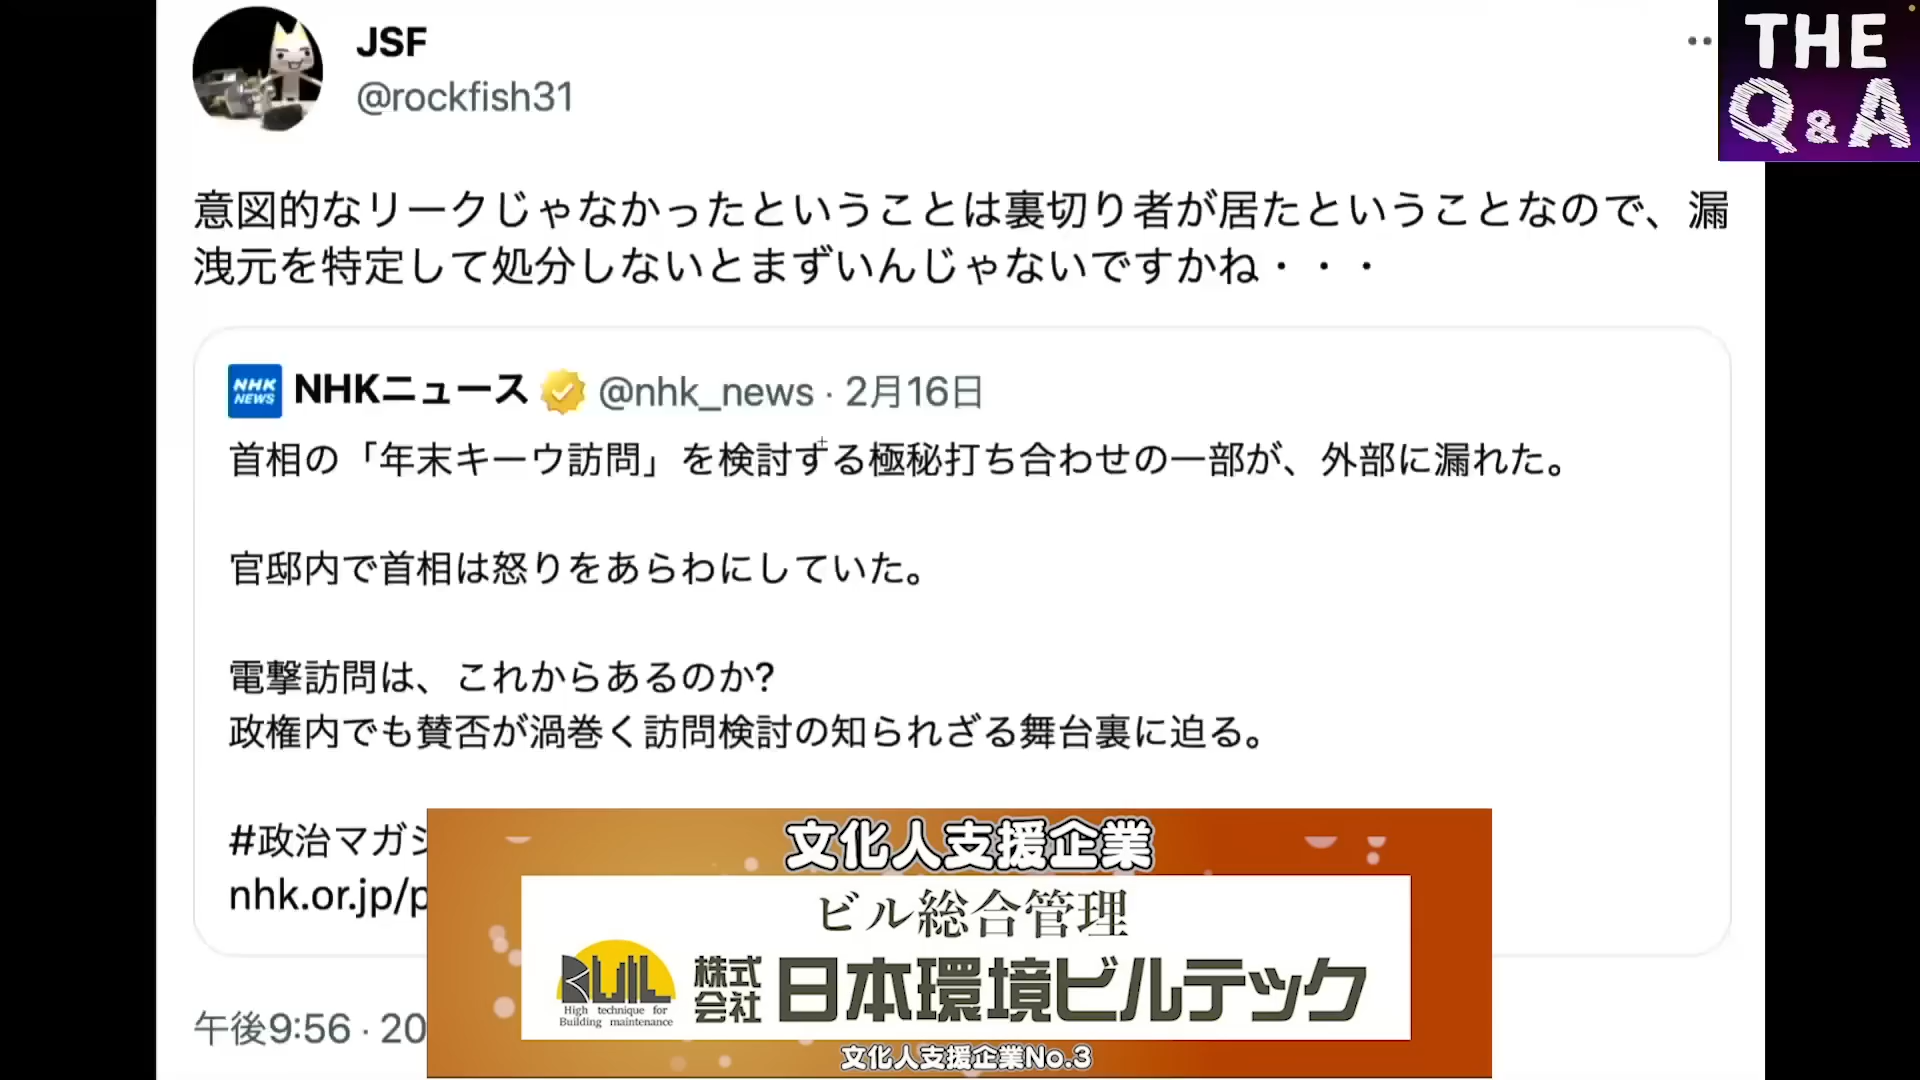 JSF
@rockfish31
THE
Q&A
意図的なリークじゃなかったということは裏切り者が居たということなので、漏
洩元を特定して処分しないとまずいんじゃないですかね・・・
NHK
NEWS
NHKニュース @nhk_news · 2月16日
首相の「年末キーウ訪問」を検討する極秘打ち合わせの一部が、外部に漏れた。
官邸内で首相は怒りをあらわにしていた。
電撃訪問は、これからあるのか?
政権内でも賛否が渦巻く訪問検討の知られざる舞台裏に迫る。
#政治マガジ
nhk.or.jp/p
午後9:56 · 20
文化人支援企業
ビル総合管理
BUIL
High technique for
Building maintenance
株式会社 日本環境ビルテック
文化人支援企業No.3